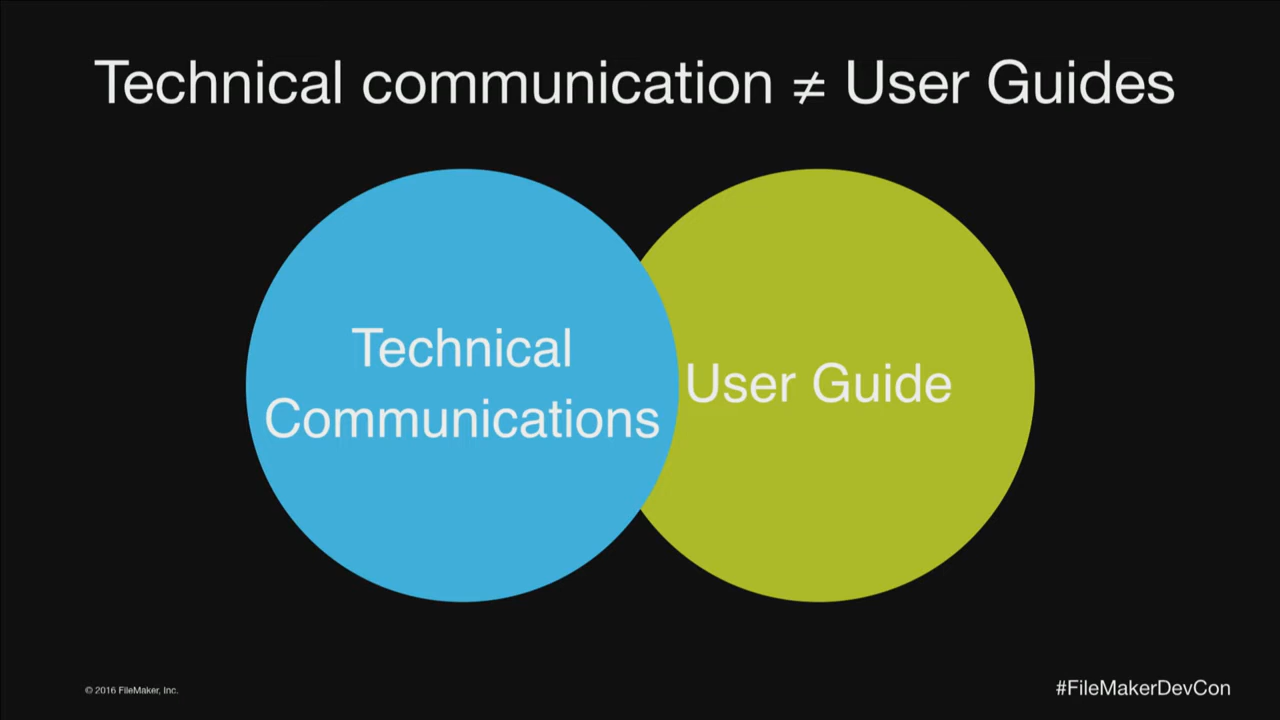 Technical communication ≠ User Guides
Technical
Communications
User Guide
© 2016 FileMaker, Inc.
#FileMakerDevCon